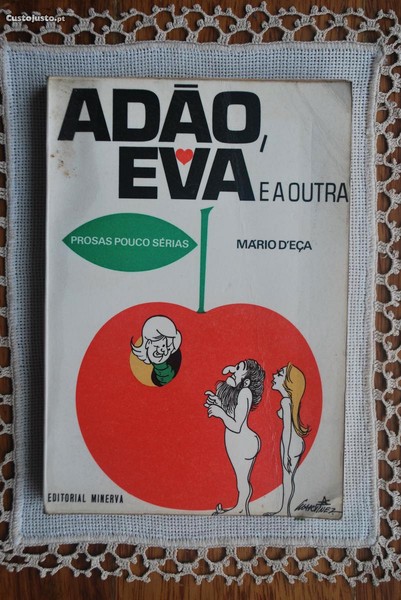 CustoJusto.pt
ADÃO,
EVA E A OUTRA
PROSAS POUCO SÉRIAS
MÁRIO D'EÇA
EDITORIAL MINERVA